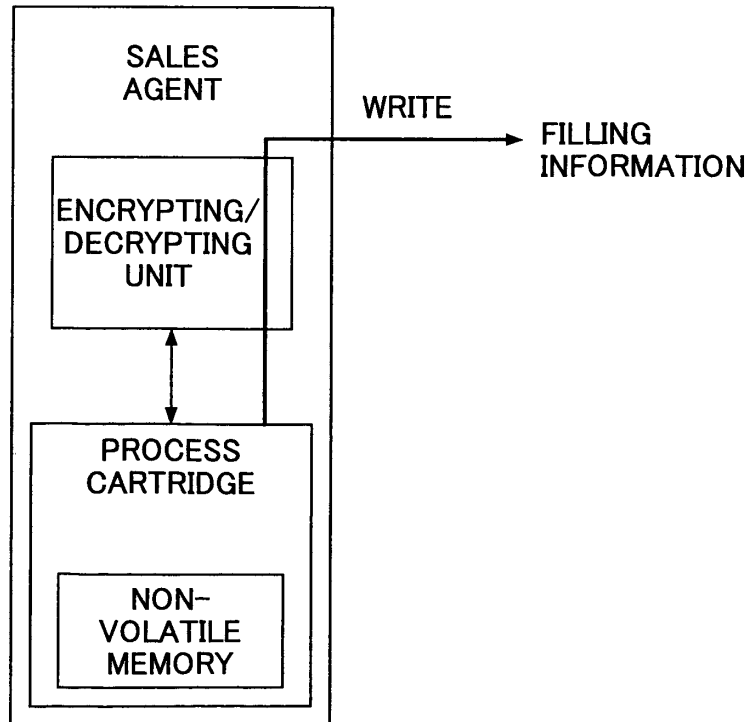 SALES
AGENT
WRITE
FILLING
INFORMATION
ENCRYPTING/
DECRYPTING
UNIT
PROCESS
CARTRIDGE
NON-
VOLATILE
MEMORY